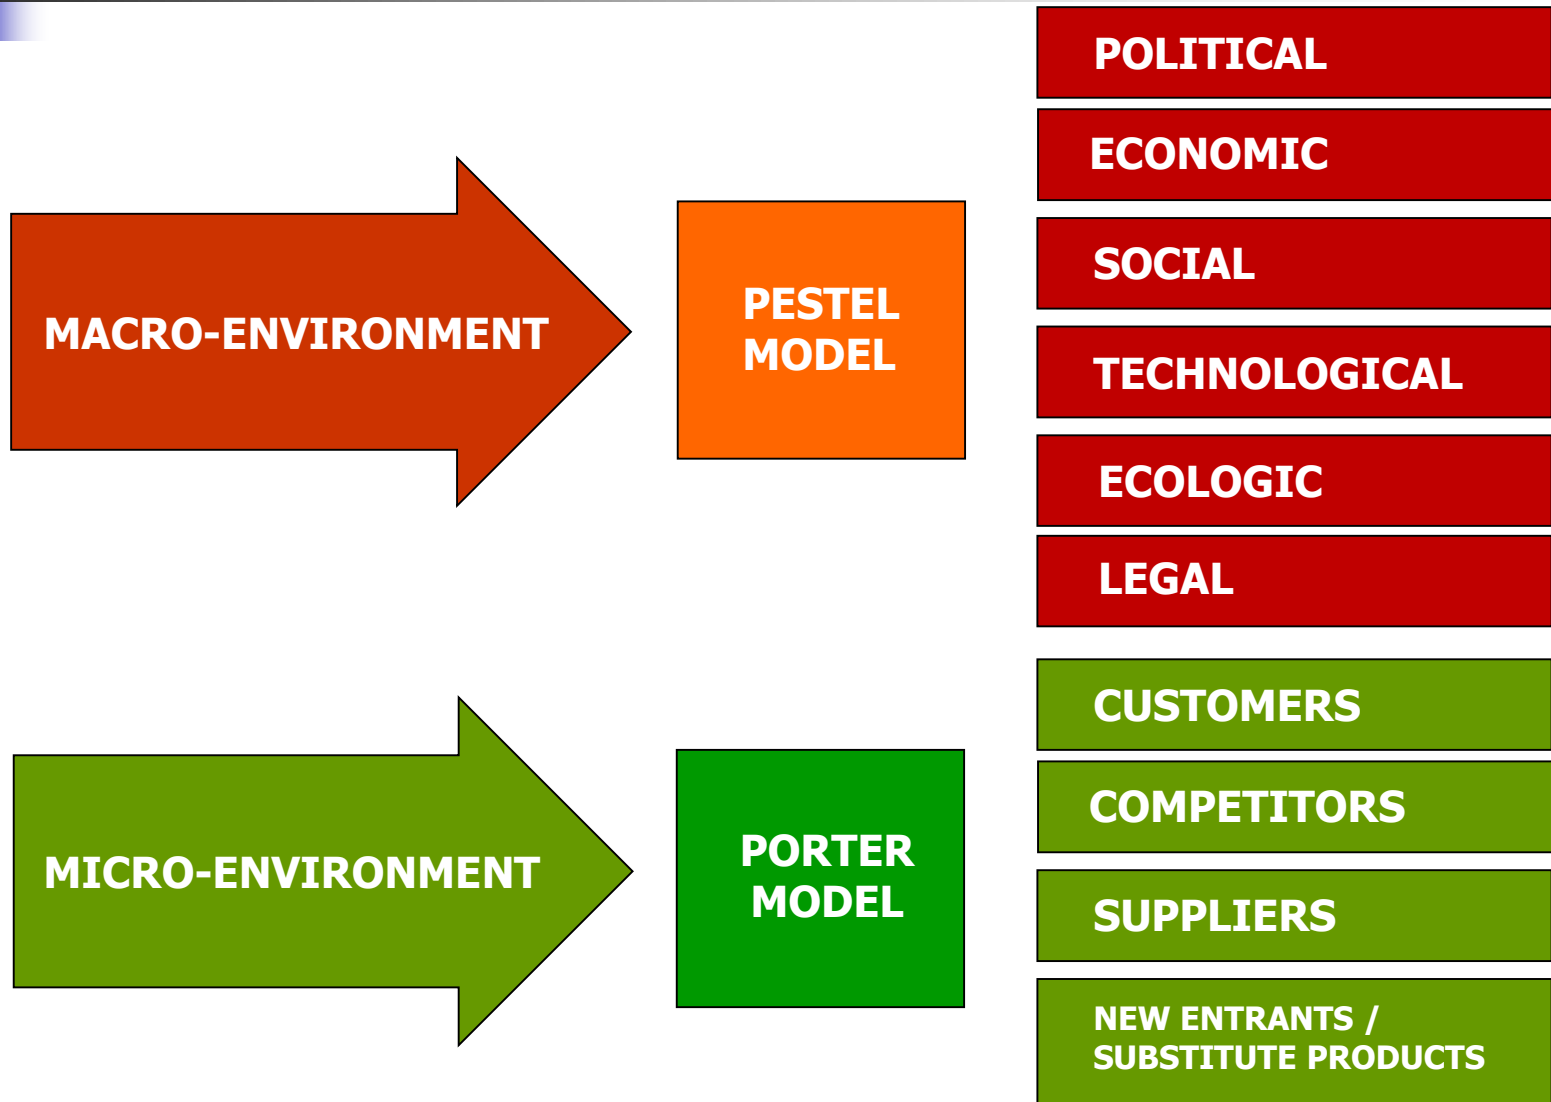 MACRO-ENVIRONMENT
PESTEL
MODEL
POLITICAL
ECONOMIC
SOCIAL
TECHNOLOGICAL
ECOLOGIC
LEGAL
MICRO-ENVIRONMENT
PORTER
MODEL
CUSTOMERS
COMPETITORS
SUPPLIERS
NEW ENTRANTS /
SUBSTITUTE PRODUCTS